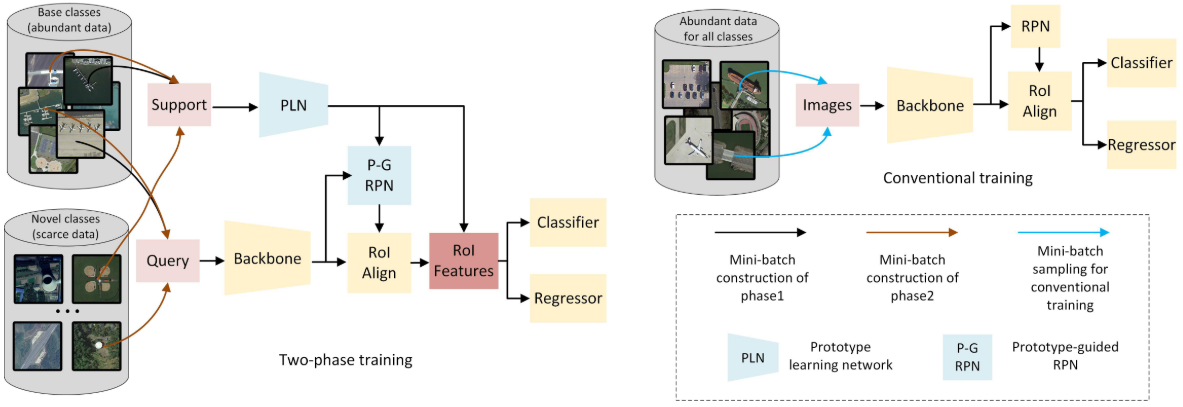 Base classes
(abundant data)
Support
PLN
P-G
RPN
Novel classes
(scarce data)
Query
Backbone
RoI
Align
RoI
Features
Classifier
Regressor
Two-phase training
Abundant data
for all classes
Images
Backbone
RPN
RoI
Align
Classifier
Regressor
Conventional training
Mini-batch
construction of
phase1
Mini-batch
construction of
phase2
Mini-batch
sampling for
conventional
training
PLN
Prototype
learning network
P-G
RPN
Prototype-guided
RPN